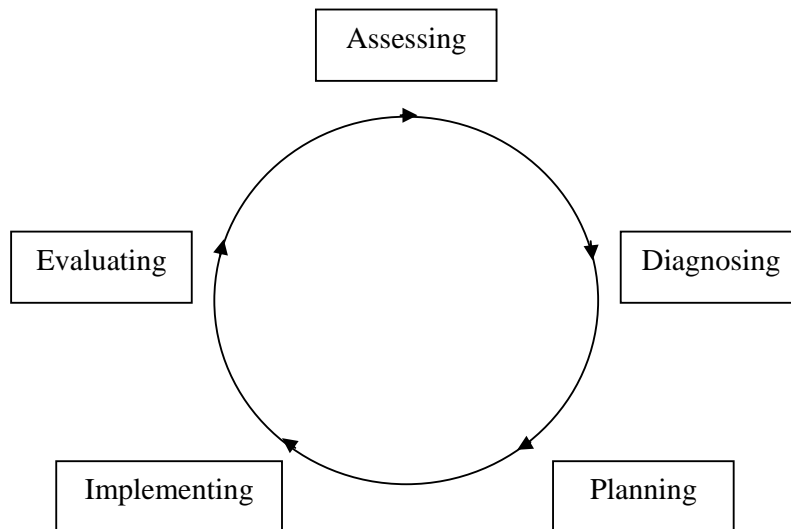 Assessing
Evaluating
Diagnosing
Implementing
Planning